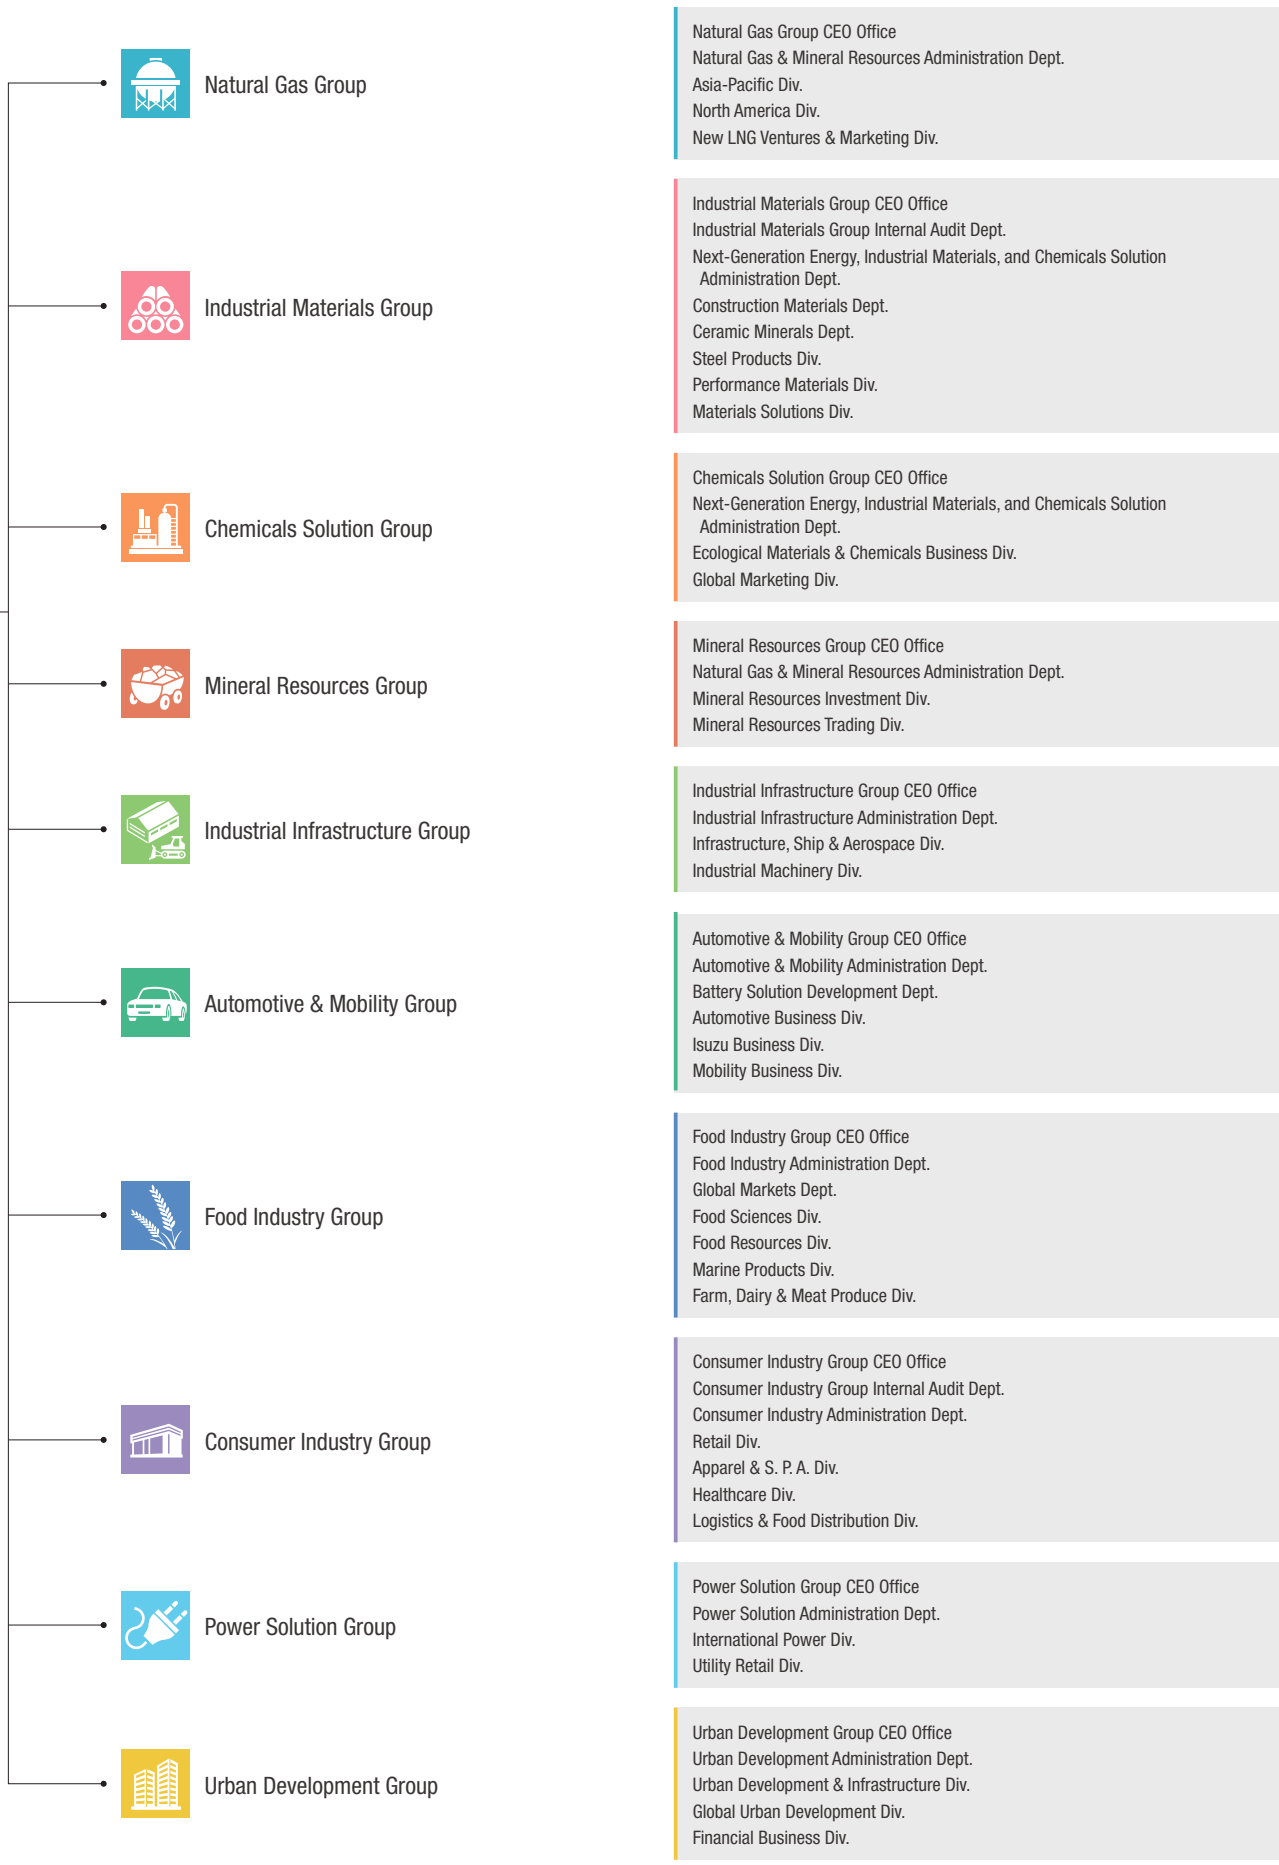 Natural Gas Group
Natural Gas Group CEO Office
Natural Gas & Mineral Resources Administration Dept.
Asia-Pacific Div.
North America Div.
New LNG Ventures & Marketing Div.
Industrial Materials Group
Industrial Materials Group CEO Office
Industrial Materials Group Internal Audit Dept.
Next-Generation Energy, Industrial Materials, and Chemicals Solution
Administration Dept.
Construction Materials Dept.
Ceramic Minerals Dept.
Steel Products Div.
Performance Materials Div.
Materials Solutions Div.
Chemicals Solution Group
Chemicals Solution Group CEO Office
Next-Generation Energy, Industrial Materials, and Chemicals Solution
Administration Dept.
Ecological Materials & Chemicals Business Div.
Global Marketing Div.
Mineral Resources Group
Mineral Resources Group CEO Office
Natural Gas & Mineral Resources Administration Dept.
Mineral Resources Investment Div.
Mineral Resources Trading Div.
Industrial Infrastructure Group
Industrial Infrastructure Group CEO Office
Industrial Infrastructure Administration Dept.
Infrastructure, Ship & Aerospace Div.
Industrial Machinery Div.
Automotive & Mobility Group
Automotive & Mobility Group CEO Office
Automotive & Mobility Administration Dept.
Battery Solution Development Dept.
Automotive Business Div.
Isuzu Business Div.
Mobility Business Div.
Food Industry Group
Food Industry Group CEO Office
Food Industry Administration Dept.
Global Markets Dept.
Food Sciences Div.
Food Resources Div.
Marine Products Div.
Farm, Dairy & Meat Produce Div.
Consumer Industry Group
Consumer Industry Group CEO Office
Consumer Industry Group Internal Audit Dept.
Consumer Industry Administration Dept.
Retail Div.
Apparel & S. P. A. Div.
Healthcare Div.
Logistics & Food Distribution Div.
Power Solution Group
Power Solution Group CEO Office
Power Solution Administration Dept.
International Power Div.
Utility Retail Div.
Urban Development Group
Urban Development Group CEO Office
Urban Development Administration Dept.
Urban Development & Infrastructure Div.
Global Urban Development Div.
Financial Business Div.